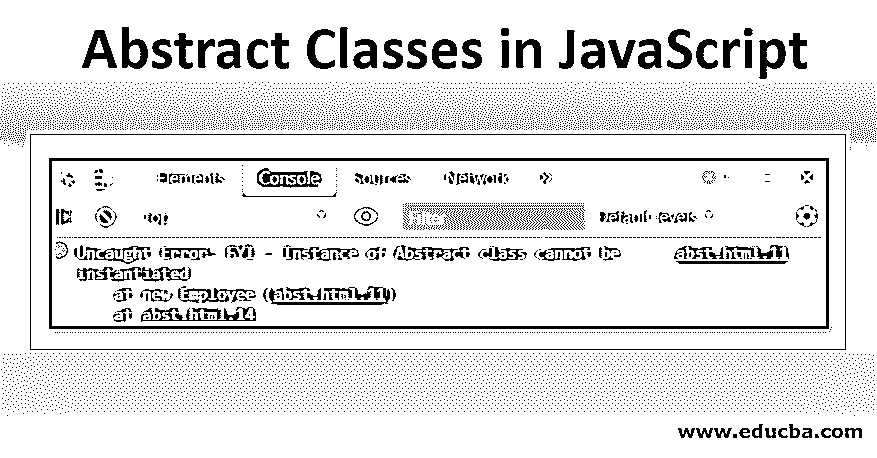 Abstract Classes in JavaScript
Elements Console Sources Network »
top Filter Default levels
Uncaught Error: FYI - Instance of Abstract class cannot be abst.html:11
instantiated
at new Employee (abst.html:11)
at abst.html:14
www.educba.com